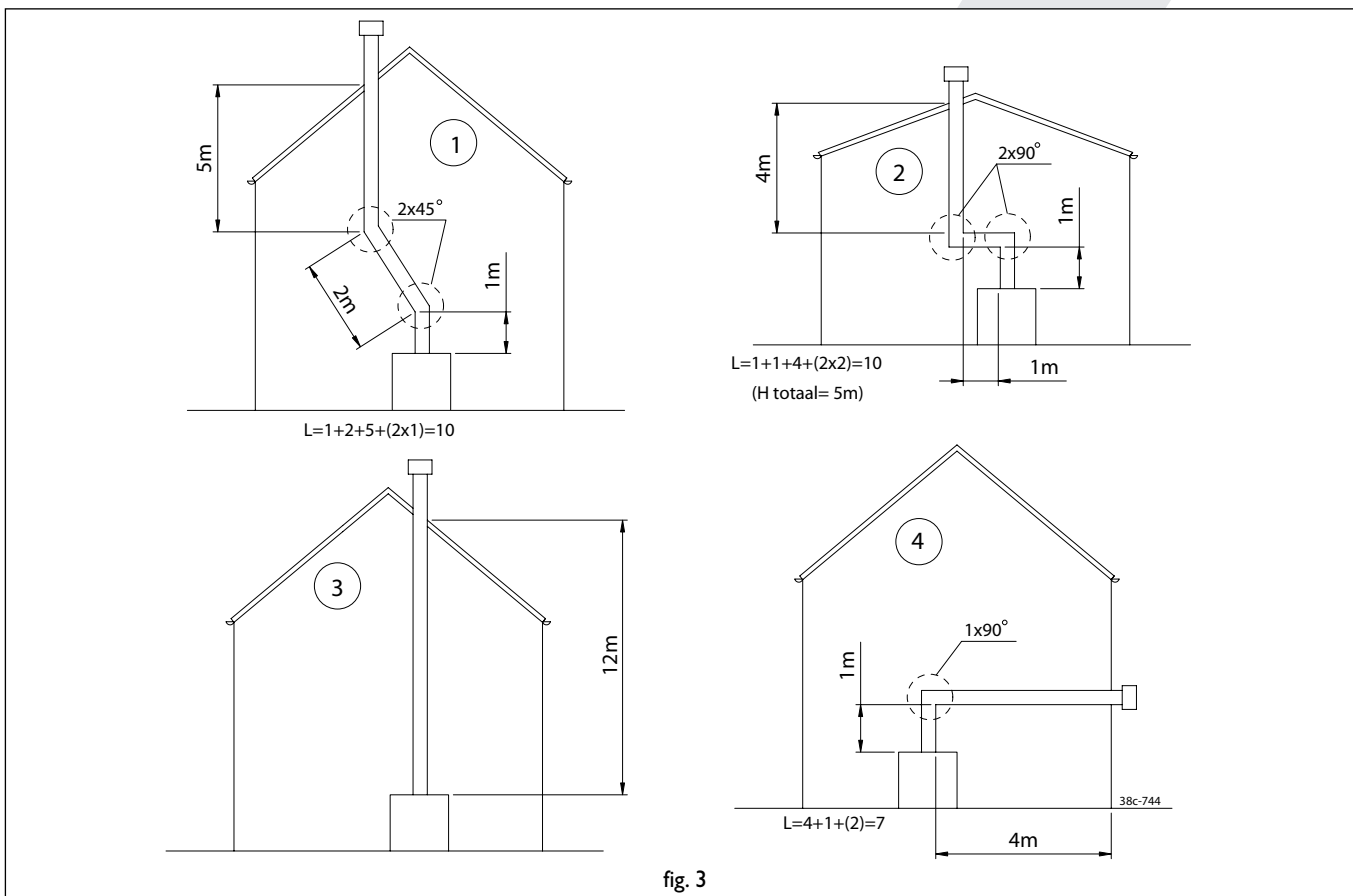 5m
1
2x45°
2m
1m
L=1+2+5+(2x1)=10
4m
2
2x90°
1m
L=1+1+4+(2x2)=10
1m
(H totaal= 5m)
3
12m
4
1x90°
1m
38c-744
L=4+1+(2)=7
4m
fig. 3